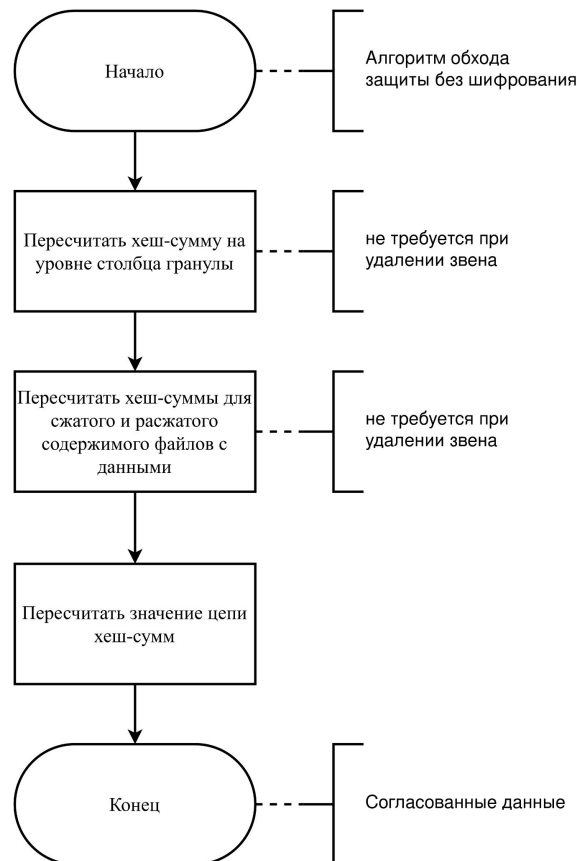 Начало
Алгоритм обхода
защиты без шифрования
Пересчитать хеш-сумму на
уровне столбца гранулы
не требуется при
удалении звена
Пересчитать хеш-суммы для
сжатого и расжатого
содержимого файлов с
данными
не требуется при
удалении звена
Пересчитать значение цепи
хеш-сумм
Конец
Согласованные данные